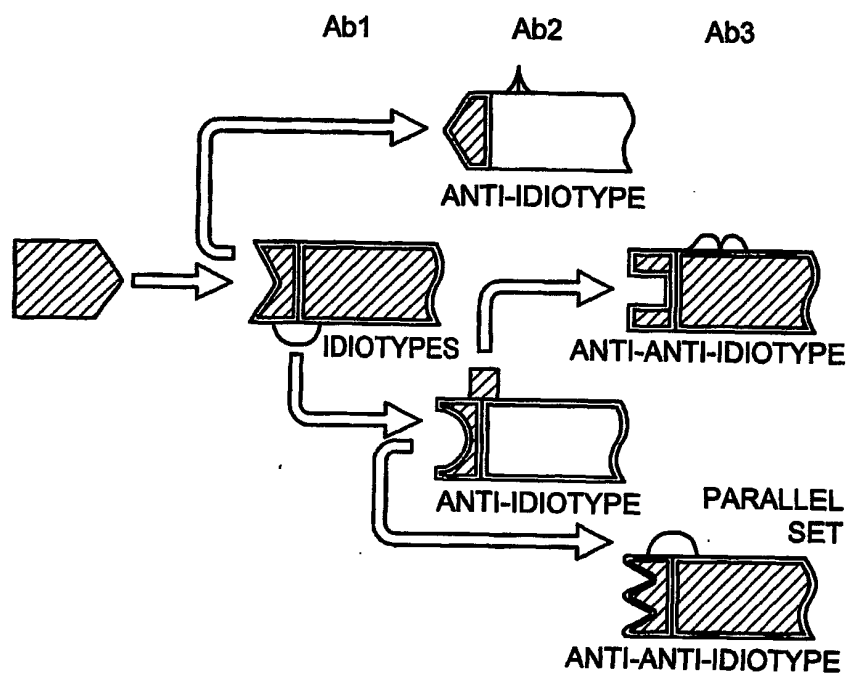 Ab1
Ab2
Ab3
ANTI-IDIOTYPE
IDIOTYPES
ANTI-ANTI-IDIOTYPE
ANTI-IDIOTYPE
PARALLEL
SET
ANTI-ANTI-IDIOTYPE